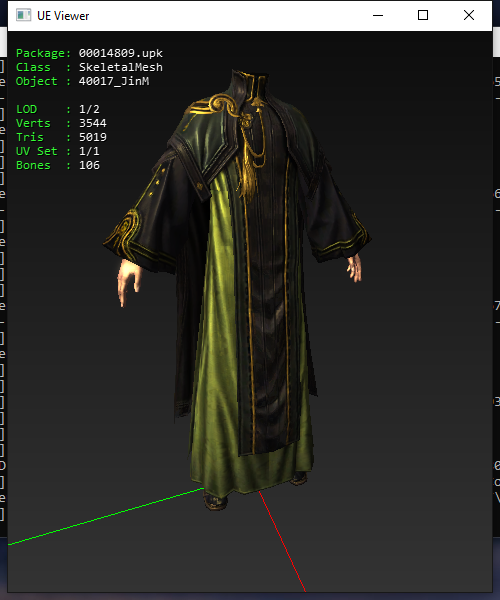 UE Viewer
Package: 00014809.upk
Class  : SkeletalMesh
Object : 40017_JinM
LOD    : 1/2
Verts  : 3544
Tris   : 5019
UV Set : 1/1
Bones  : 106